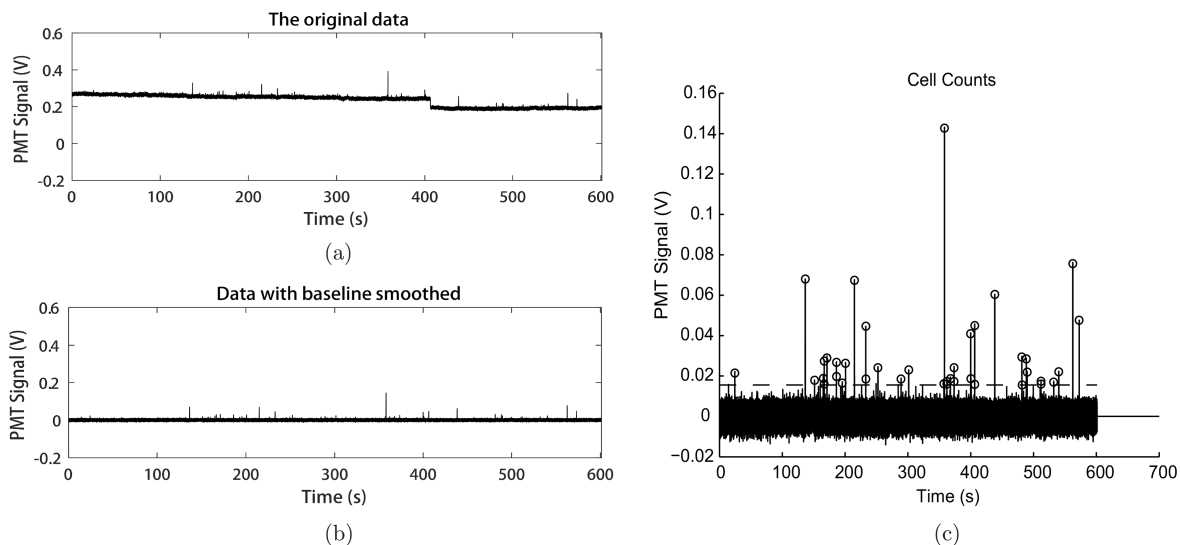 The original data
PMT Signal (V)
0.6
0.4
0.2
0
-0.2
0 100 200 300 400 500 600
Time (s)
(a)
Data with baseline smoothed
PMT Signal (V)
0.6
0.4
0.2
0
-0.2
0 100 200 300 400 500 600
Time (s)
(b)
Cell Counts
PMT Signal (V)
0.16
0.14
0.12
0.1
0.08
0.06
0.04
0.02
0
−0.02
0 100 200 300 400 500 600 700
Time (s)
(c)